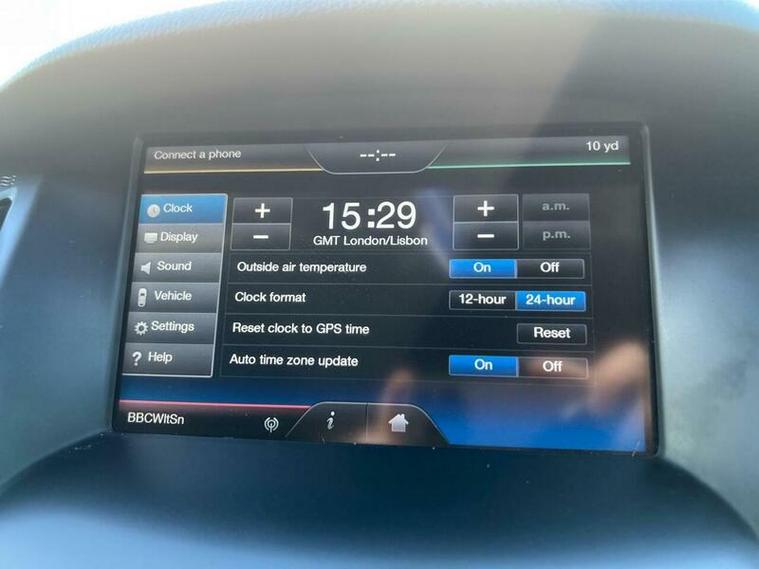 Connect a phone --:-- 10 yd
Clock + 15:29 + a.m.
Display − GMT London/Lisbon − p.m.
Sound Outside air temperature On Off
Vehicle Clock format 12-hour 24-hour
Settings Reset clock to GPS time Reset
? Help Auto time zone update On Off
BBCWltSn i